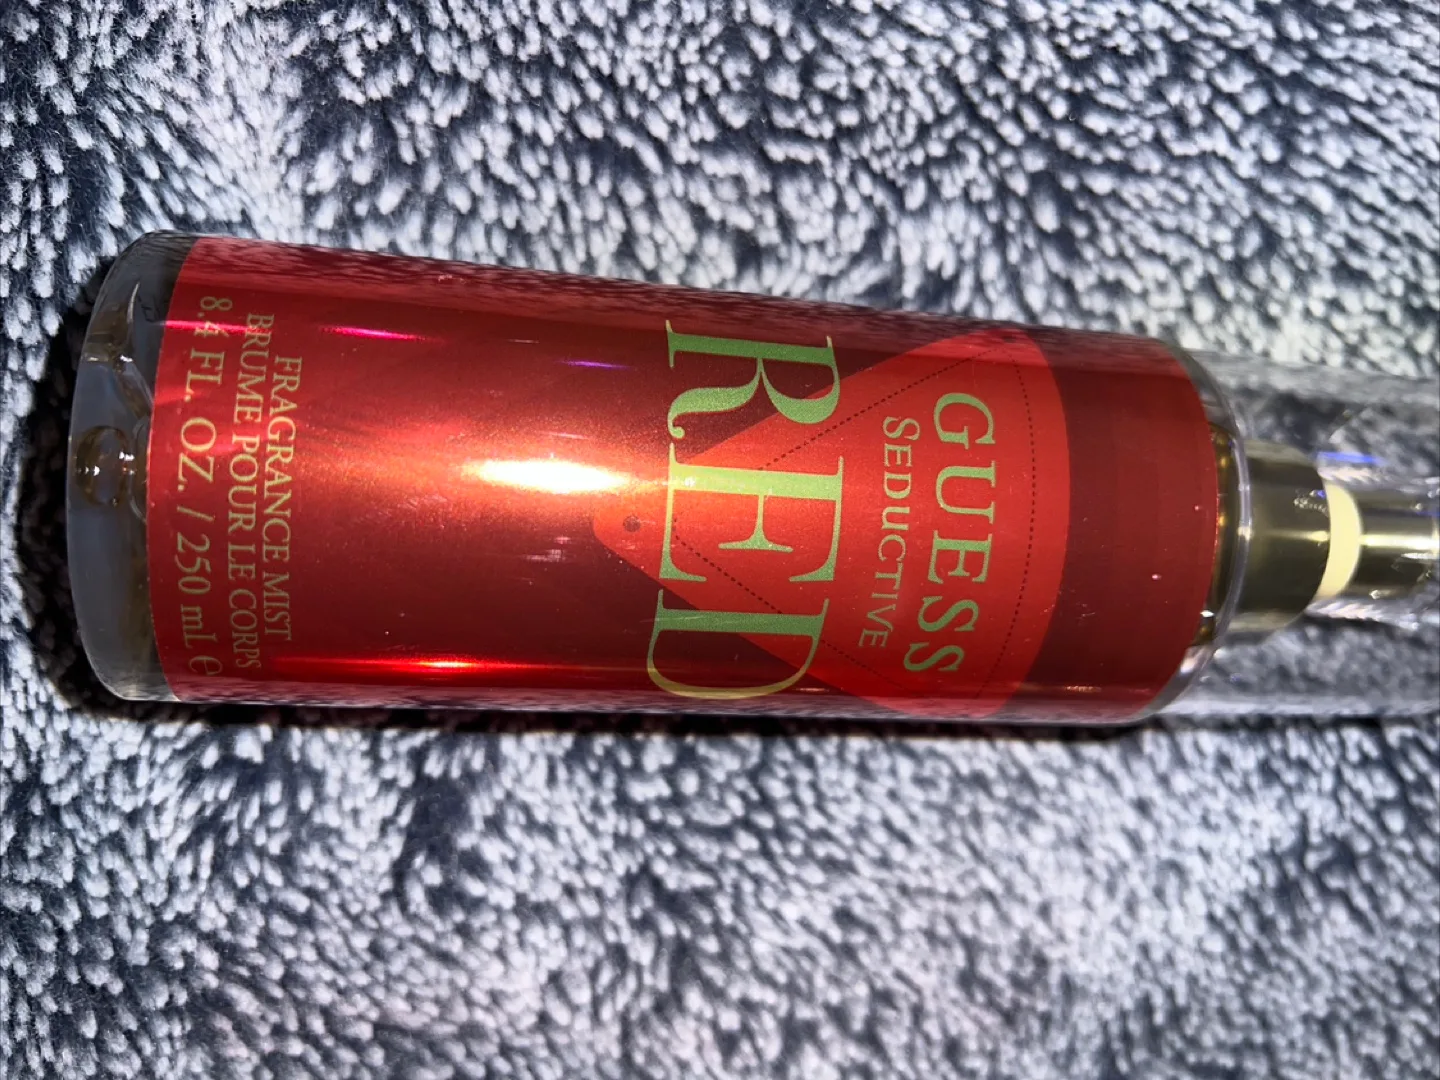 GUESS
SEDUCTIVE
RED
FRAGRANCE MIST
BRUME POUR LE CORPS
8.4 FL. OZ. / 250 mL ℮